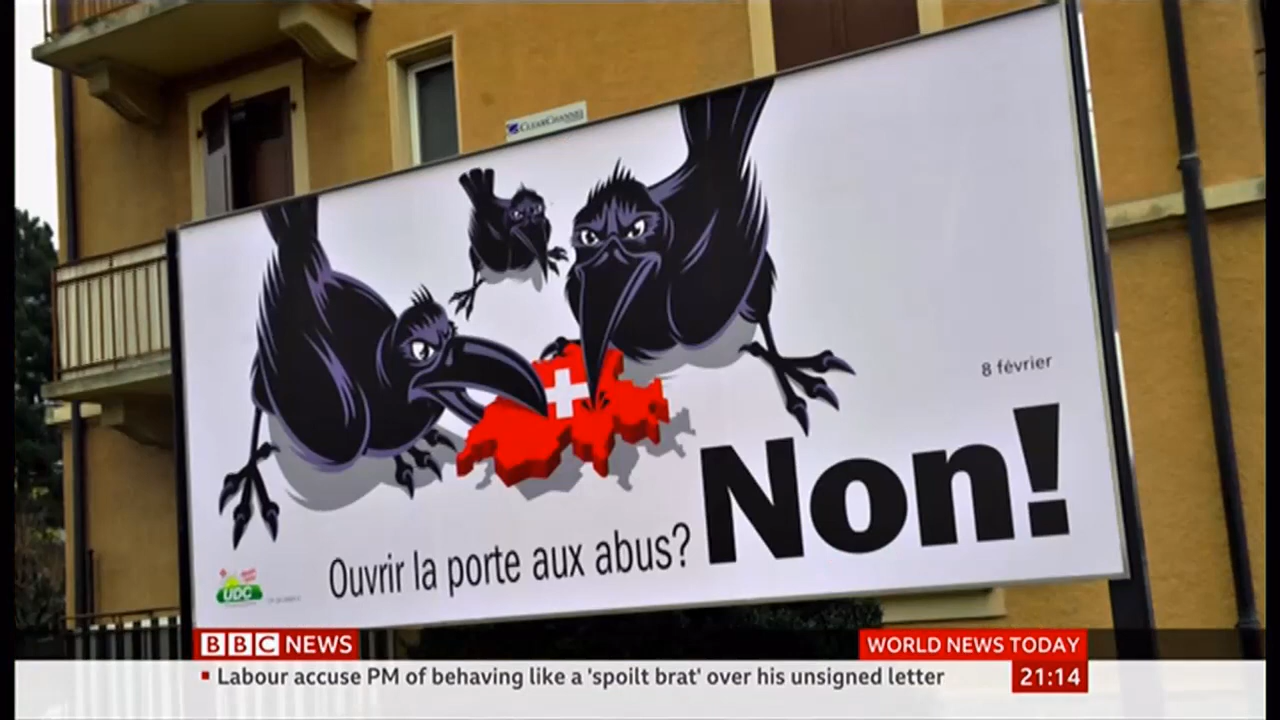 CLEARCHANNEL
8 février
Ouvrir la porte aux abus? Non!
UDC
BBC NEWS
WORLD NEWS TODAY
Labour accuse PM of behaving like a 'spoilt brat' over his unsigned letter
21:14